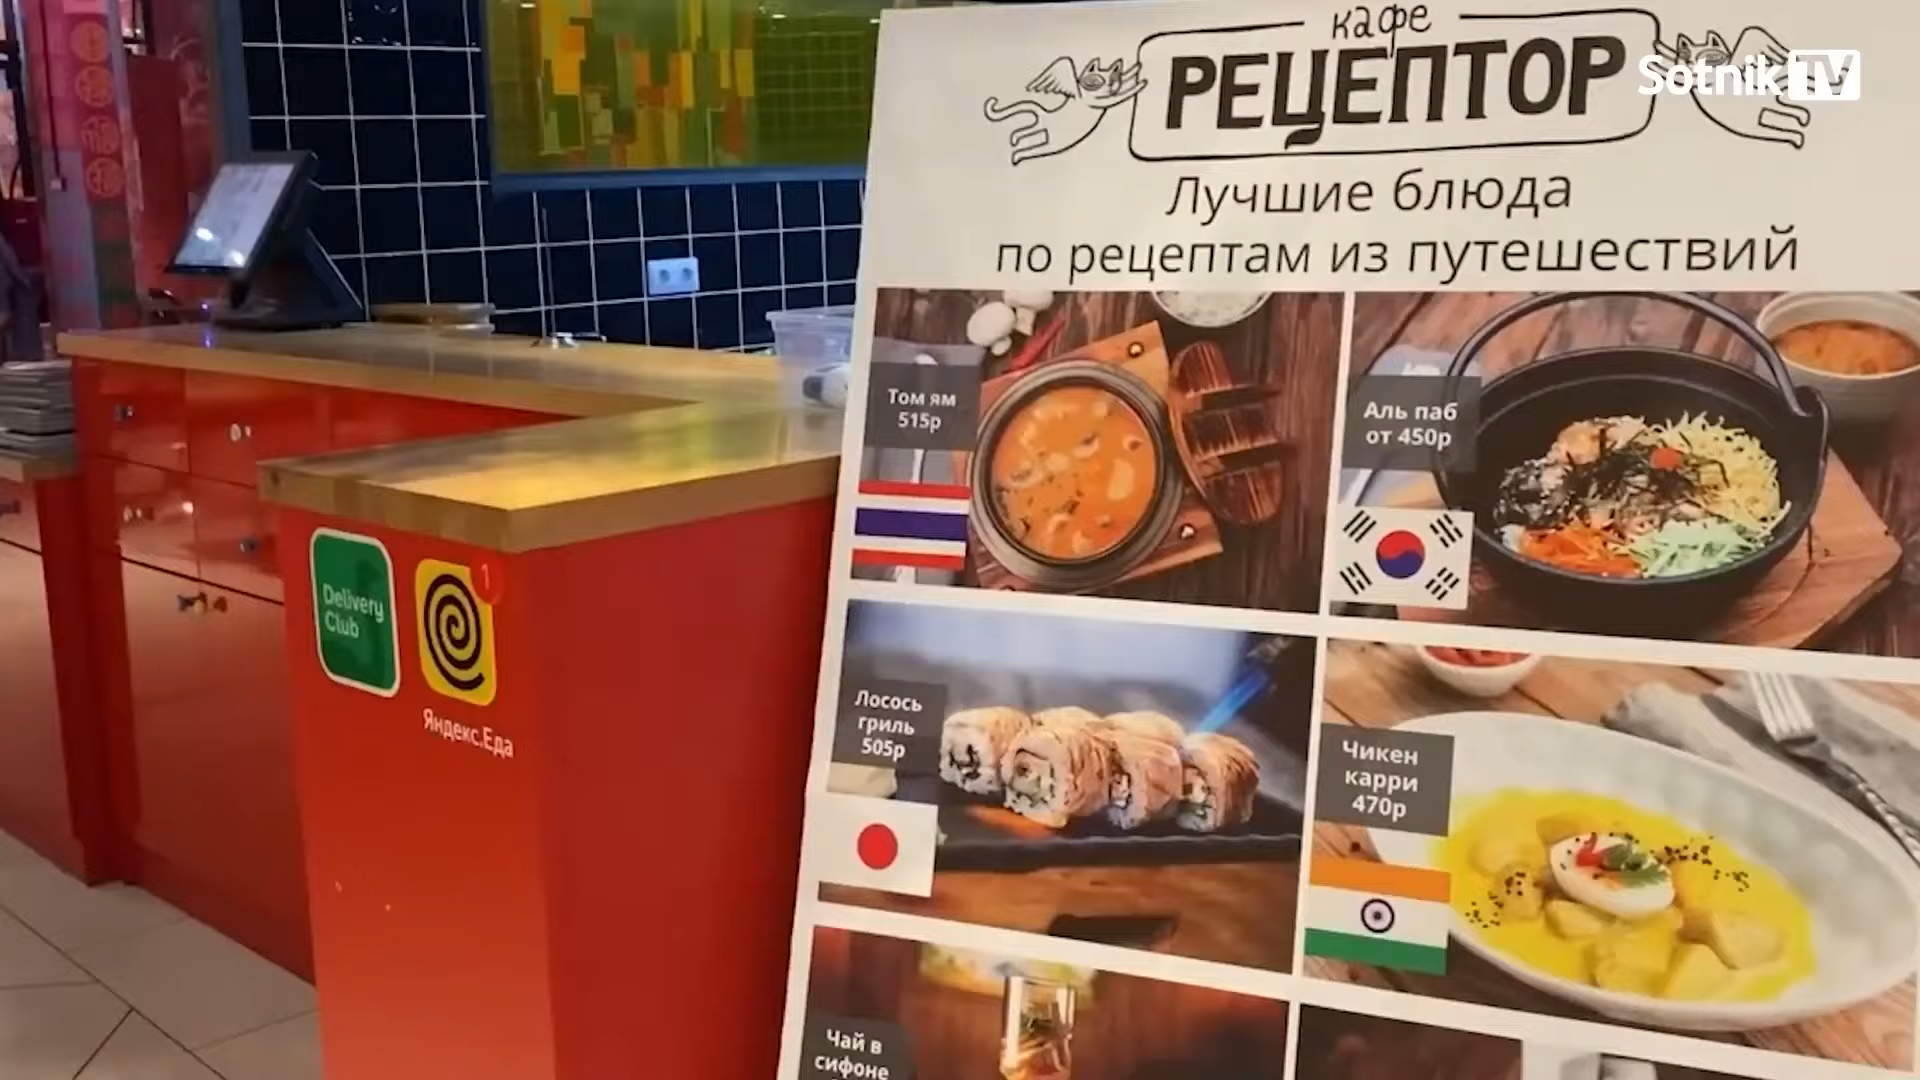 кафе
РЕЦЕПТОР
Sotnik TV
Лучшие блюда
по рецептам из путешествий
Том ям
515р
Аль паб
от 450р
Лосось
гриль
505р
Чикен
карри
470р
Чай в
сифоне
Delivery
Club
1
Яндекс.Еда